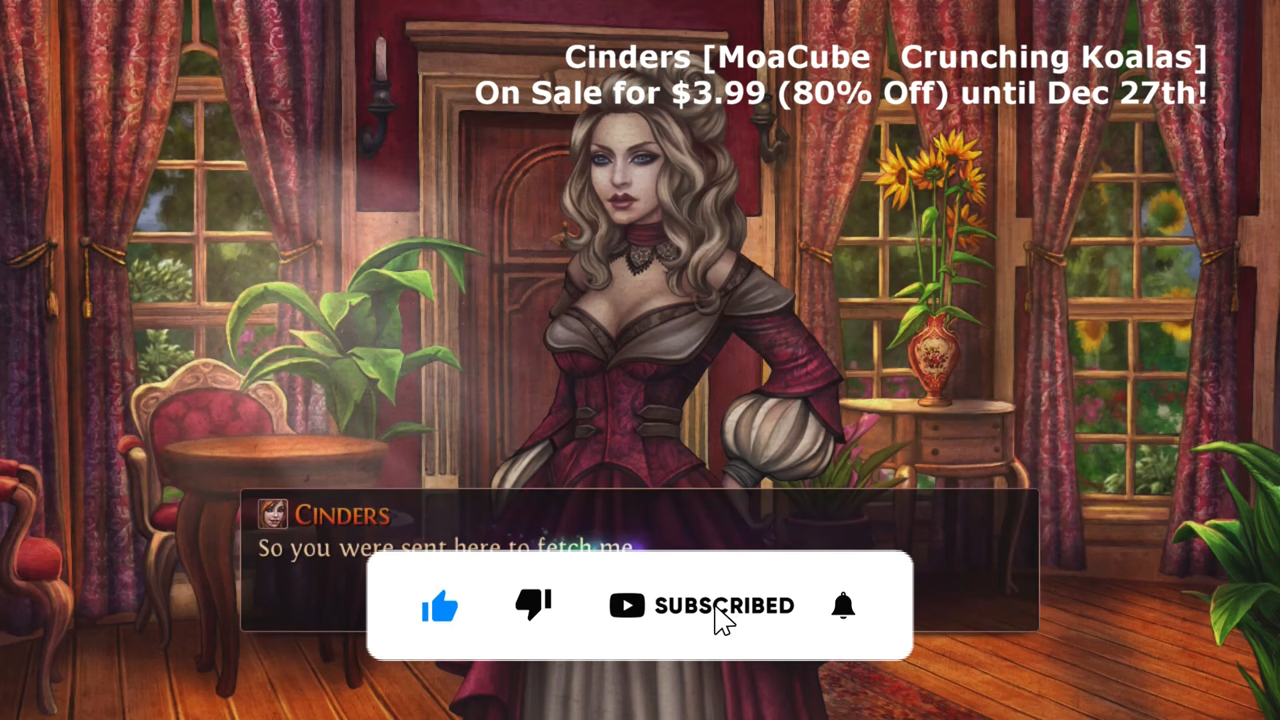 Cinders [MoaCube   Crunching Koalas]
On Sale for $3.99 (80% Off) until Dec 27th!
CINDERS
So you were sent here to fetch me
SUBSCRIBED